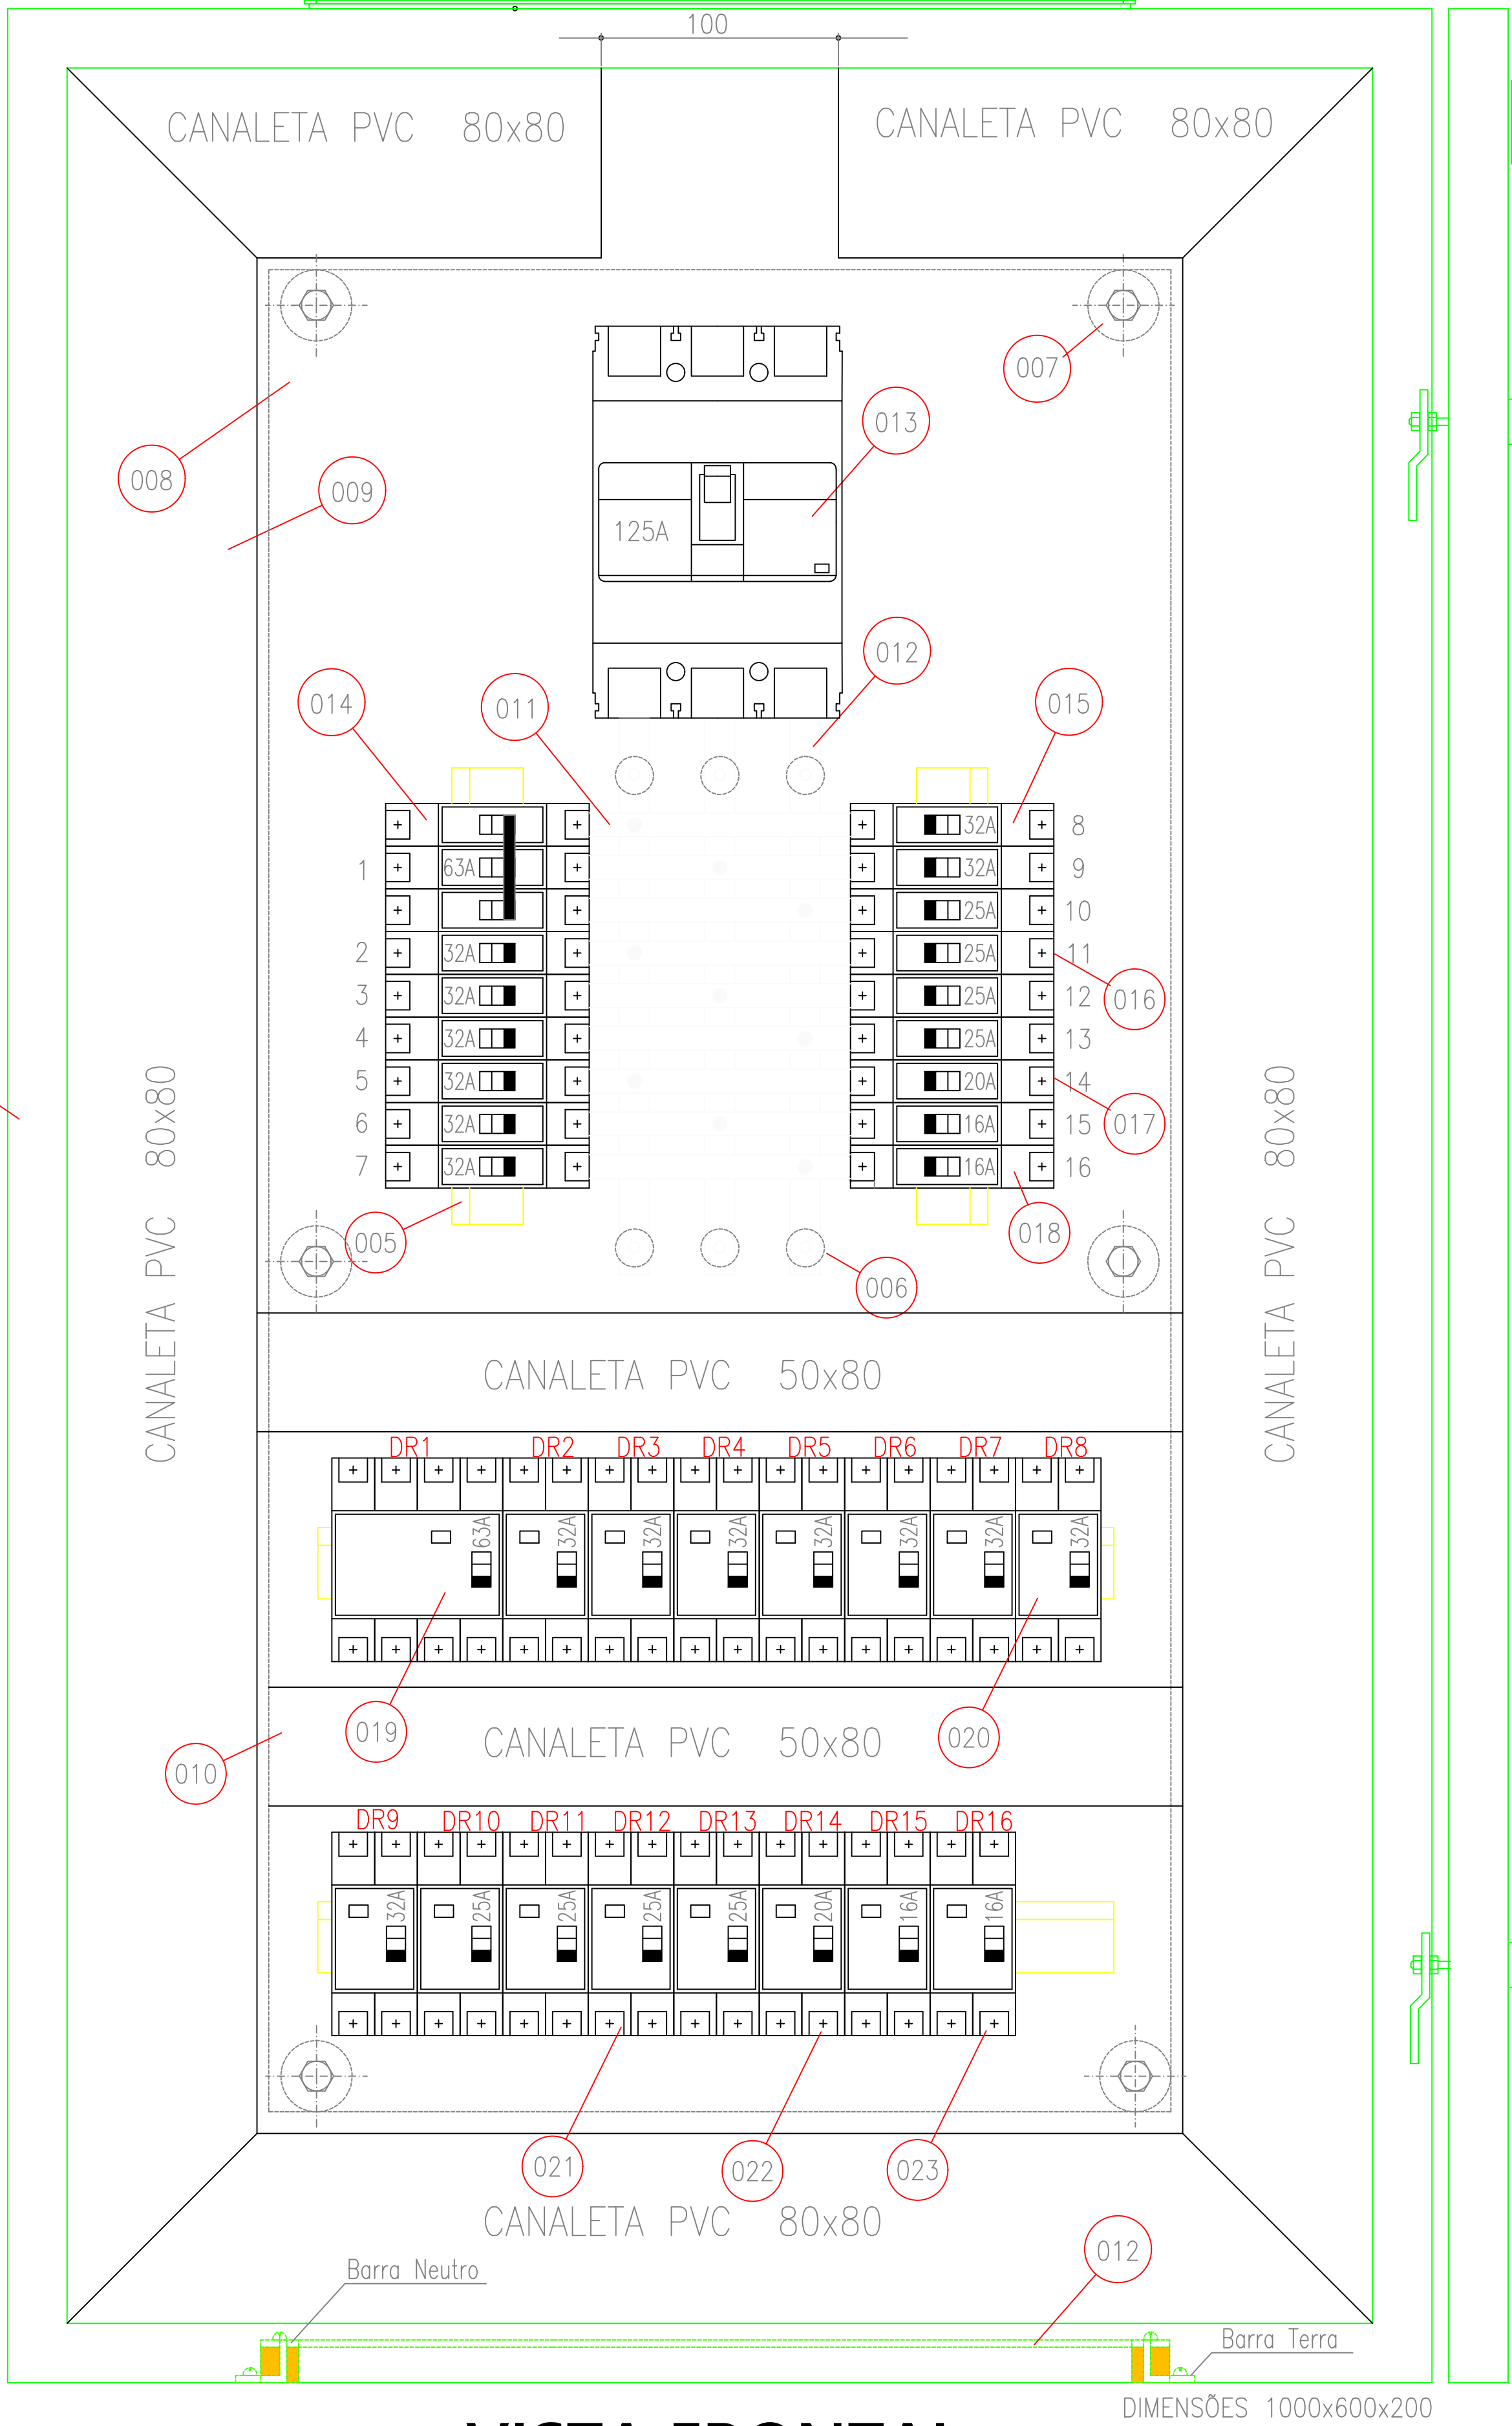 100
CANALETA PVC 80x80
CANALETA PVC 80x80
007
013
008
009
125A
012
014
011
015
32A 8
1 63A
32A 9
25A 10
2 32A
25A 11
3 32A
25A 12
016
4 32A
25A 13
5 32A
20A 14
6 32A
16A 15
017
7 32A
16A 16
005
018
006
CANALETA PVC 80x80
CANALETA PVC 80x80
CANALETA PVC 50x80
DR1 DR2 DR3 DR4 DR5 DR6 DR7 DR8
63A 32A 32A 32A 32A 32A 32A 32A
019
020
CANALETA PVC 50x80
010
DR9 DR10 DR11 DR12 DR13 DR14 DR15 DR16
32A 25A 25A 25A 25A 20A 16A 16A
021
022
023
CANALETA PVC 80x80
012
Barra Neutro
Barra Terra
DIMENSÕES 1000x600x200
VISTA FRONTAL